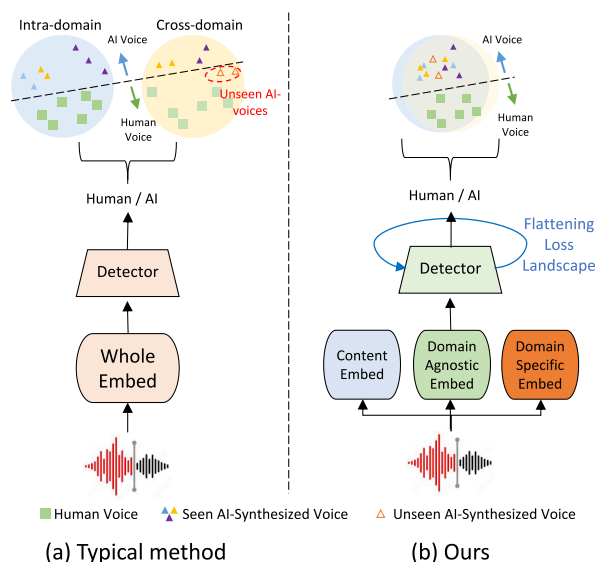 Intra-domain
Cross-domain
AI Voice
Human
Voice
Unseen AI-
voices
Human / AI
Detector
Whole
Embed
AI Voice
Human
Voice
Human / AI
Flattening
Loss
Landscape
Detector
Content
Embed
Domain
Agnostic
Embed
Domain
Specific
Embed
Human Voice
Seen AI-Synthesized Voice
Unseen AI-Synthesized Voice
(a) Typical method
(b) Ours